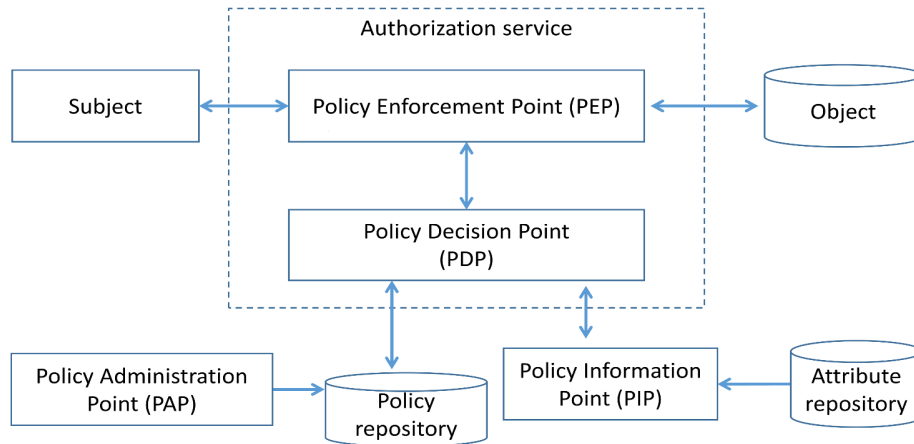 Authorization service
Subject
Policy Enforcement Point (PEP)
Object
Policy Decision Point
(PDP)
Policy Administration
Point (PAP)
Policy
repository
Policy Information
Point (PIP)
Attribute
repository